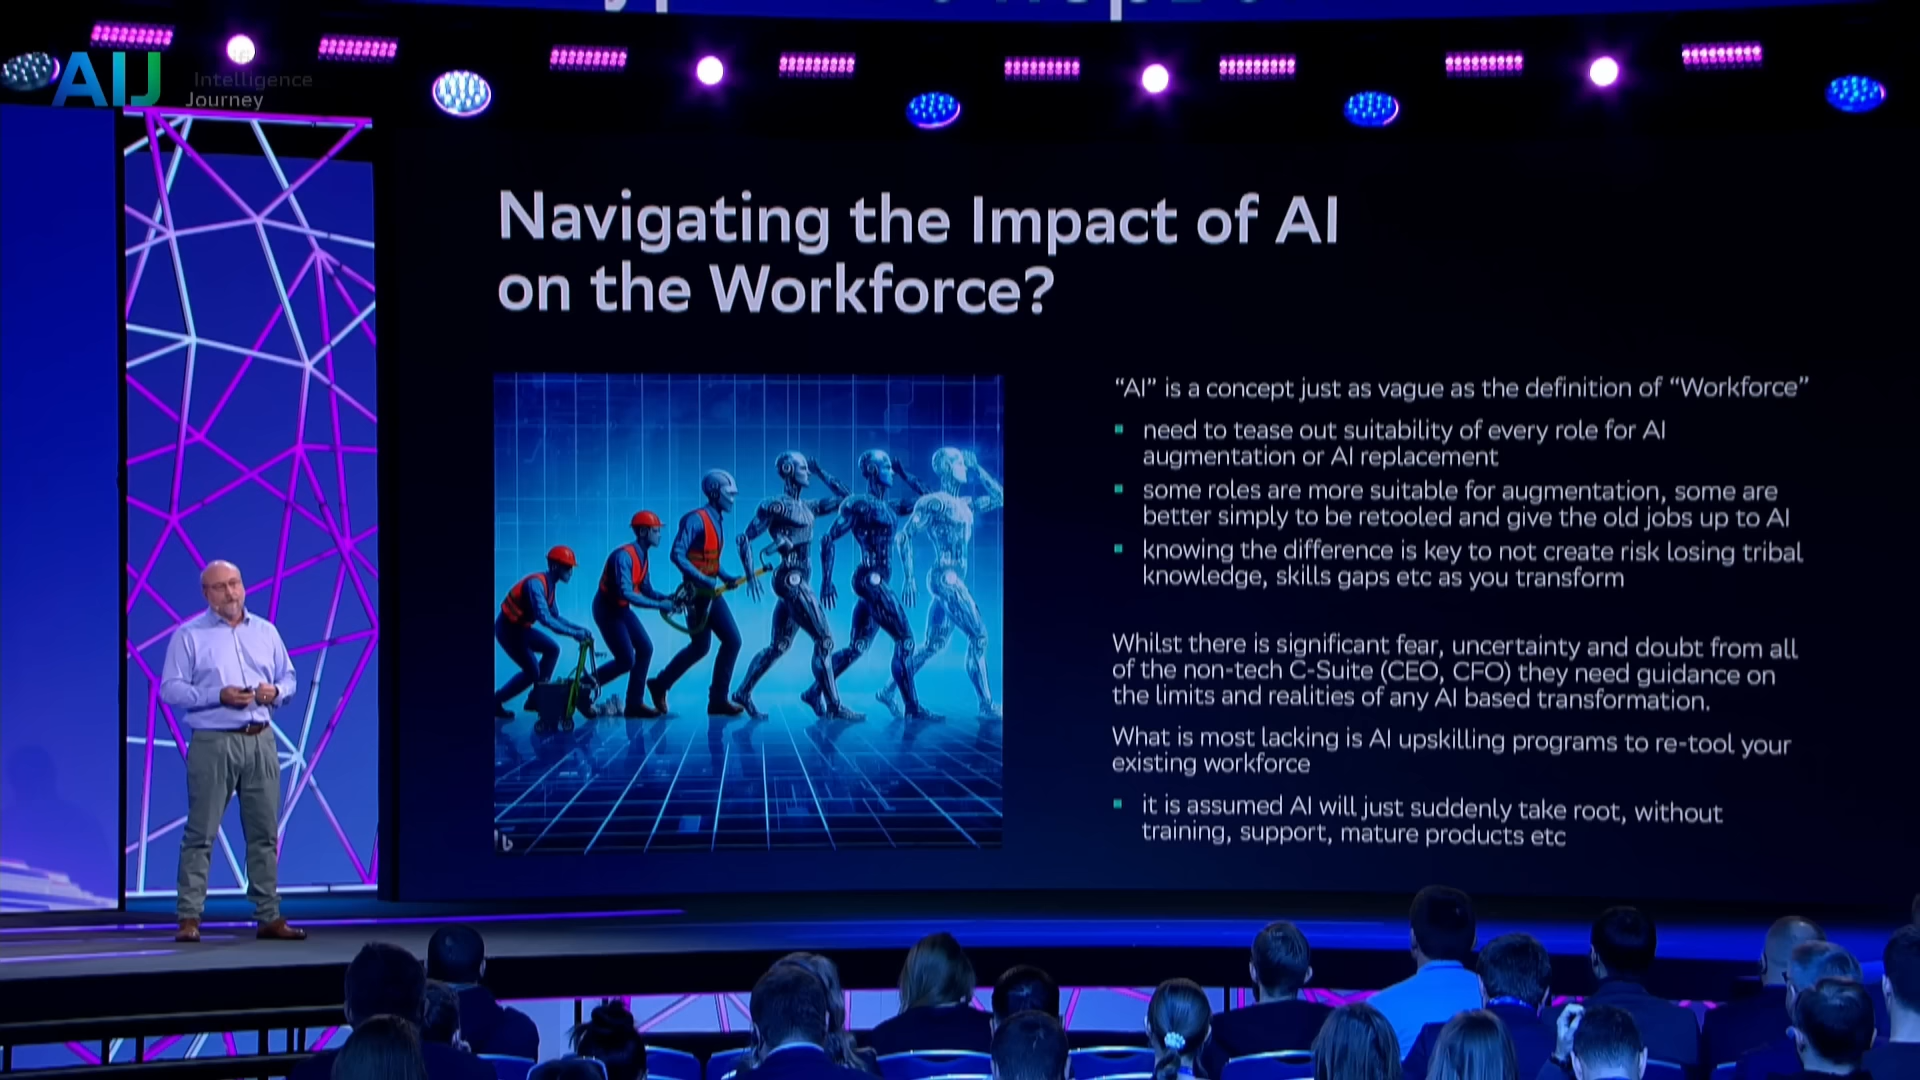 AIJ
Intelligence
Journey
Navigating the Impact of AI
on the Workforce?
“AI” is a concept just as vague as the definition of “Workforce”
need to tease out suitability of every role for AI
augmentation or AI replacement
some roles are more suitable for augmentation, some are
better simply to be retooled and give the old jobs up to AI
knowing the difference is key to not create risk losing tribal
knowledge, skills gaps etc as you transform
Whilst there is significant fear, uncertainty and doubt from all
of the non-tech C-Suite (CEO, CFO) they need guidance on
the limits and realities of any AI based transformation.
What is most lacking is AI upskilling programs to re-tool your
existing workforce
it is assumed AI will just suddenly take root, without
training, support, mature products etc